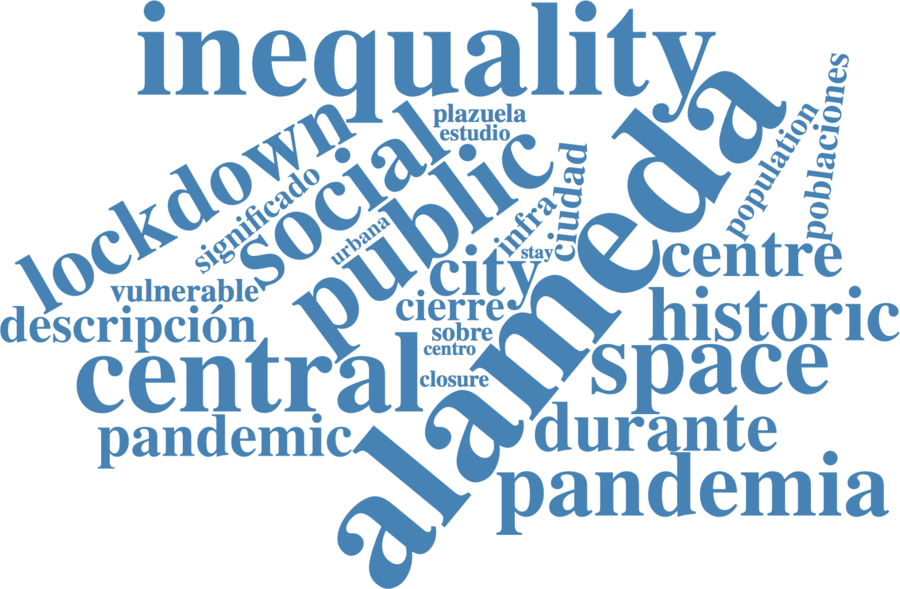 inequality
alameda
lockdown
social
public
plazuela
estudio
significado
urbana
infra
ciudad
stay
population
poblaciones
city
centre
vulnerable
cierre
historic
descripción
sobre
centro
space
central
closure
pandemic
durante
pandemia